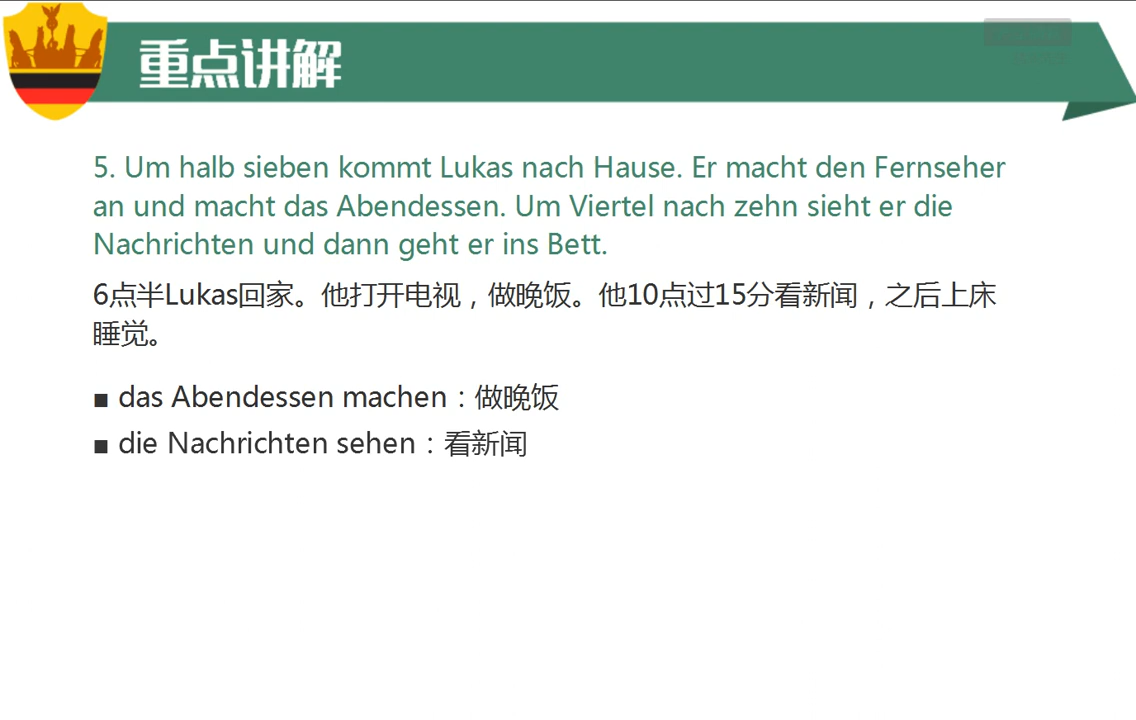 重点讲解
5. Um halb sieben kommt Lukas nach Hause. Er macht den Fernseher
an und macht das Abendessen. Um Viertel nach zehn sieht er die
Nachrichten und dann geht er ins Bett.
6点半Lukas回家。他打开电视，做晚饭。他10点过15分看新闻，之后上床
睡觉。
■ das Abendessen machen：做晚饭
■ die Nachrichten sehen：看新闻